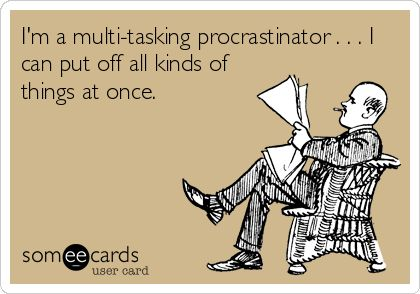 I'm a multi-tasking procrastinator . . . I
can put off all kinds of
things at once.
someecards
user card